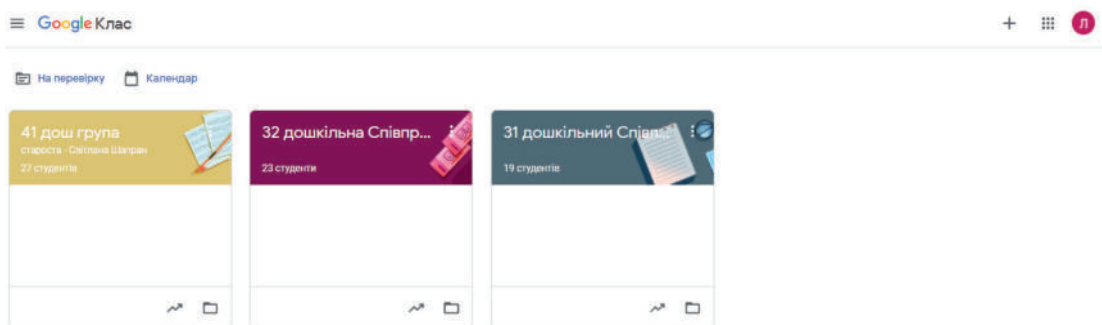 Google Клас
Л
На перевірку
Календар
41 дош група
староста - Світлана Шапран
27 студентів
32 дошкільна Співпр...
23 студенти
31 дошкільний Співп...
19 студентів